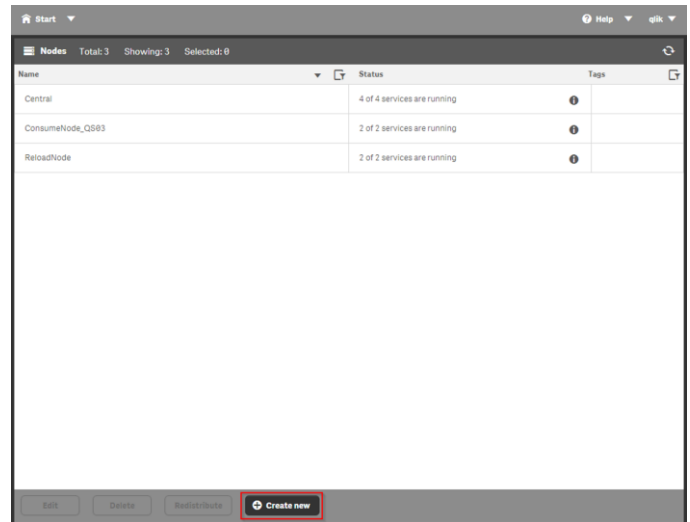 Start Help qlik
Nodes Total: 3 Showing: 3 Selected: 0
Name Status Tags
Central 4 of 4 services are running
ConsumeNode_QS03 2 of 2 services are running
ReloadNode 2 of 2 services are running
Edit Delete Redistribute Create new